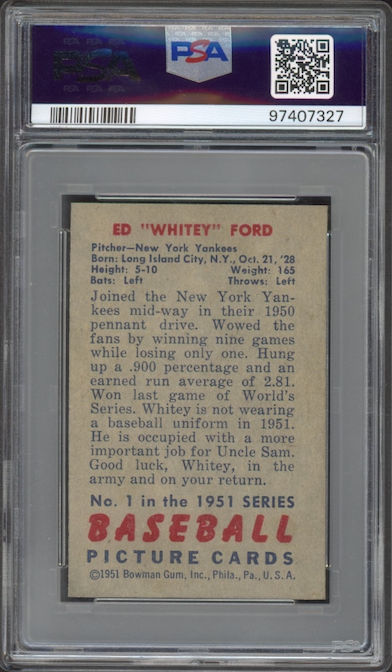 PSA
PSA
97407327
ED "WHITEY" FORD
Pitcher—New York Yankees
Born: Long Island City, N.Y., Oct. 21, '28
Height: 5-10 Weight: 165
Bats: Left Throws: Left
Joined the New York Yan-
kees mid-way in their 1950
pennant drive. Wowed the
fans by winning nine games
while losing only one. Hung
up a .900 percentage and an
earned run average of 2.81.
Won last game of World's
Series. Whitey is not wearing
a baseball uniform in 1951.
He is occupied with a more
important job for Uncle Sam.
Good luck, Whitey, in the
army and on your return.
No. 1 in the 1951 SERIES
BASEBALL
PICTURE CARDS
©1951 Bowman Gum, Inc., Phila., Pa., U.S.A.
PSA